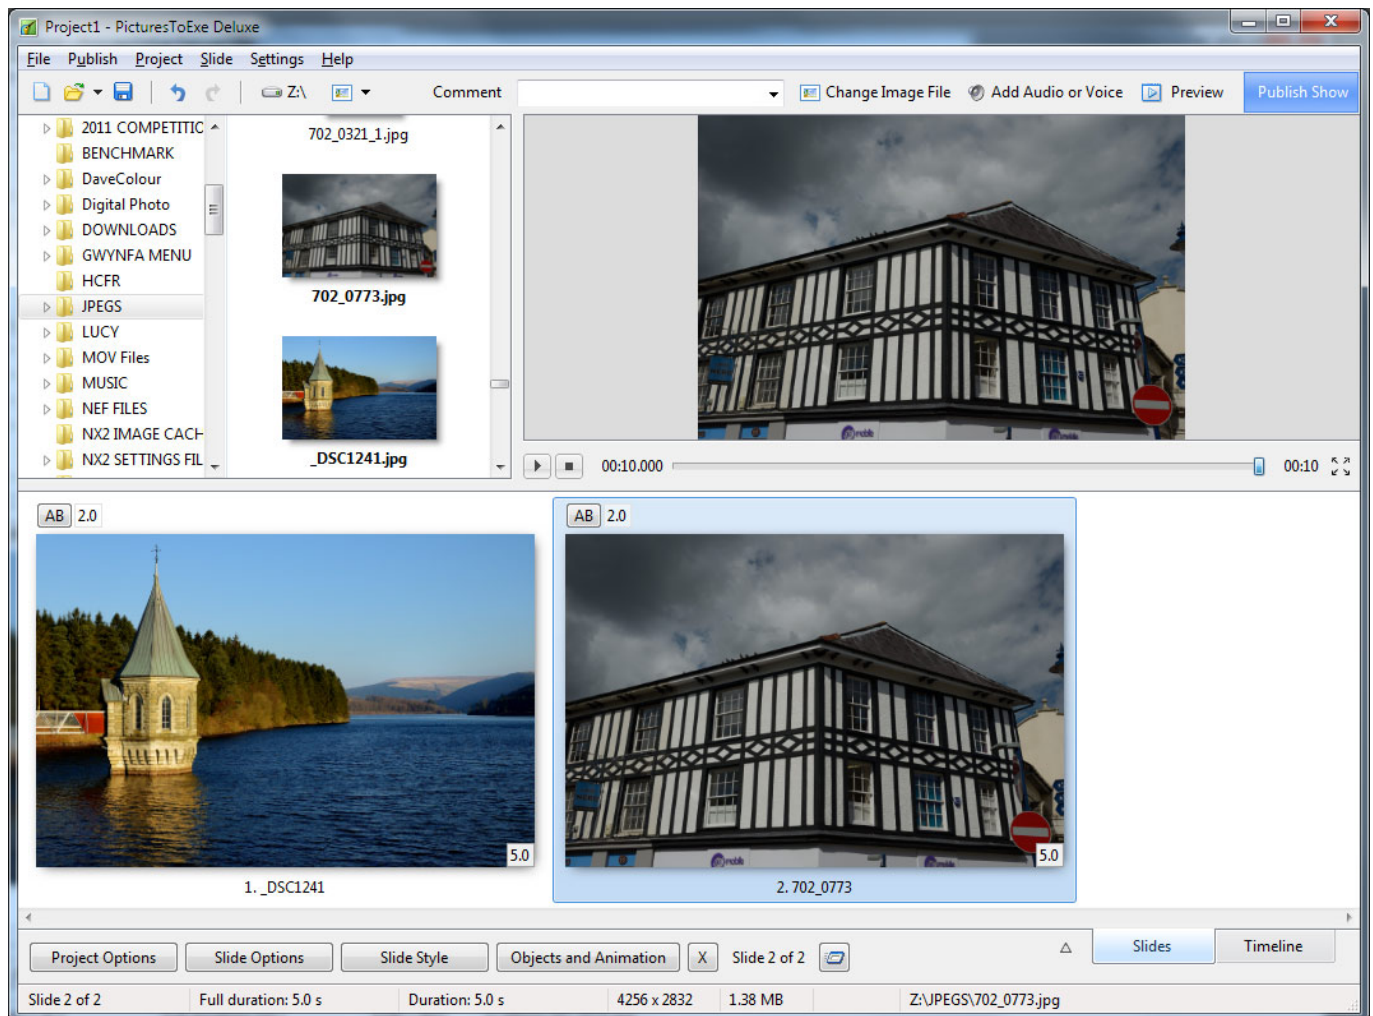 Project1 - PicturesToExe Deluxe
File Publish Project Slide Settings Help
Z:\ Comment Change Image File Add Audio or Voice Preview Publish Show
2011 COMPETITIC
BENCHMARK
DaveColour
Digital Photo
DOWNLOADS
GWYNFA MENU
HCFR
JPEGS
LUCY
MOV Files
MUSIC
NEF FILES
NX2 IMAGE CACH
NX2 SETTINGS FIL
702_0321_1.jpg
702_0773.jpg
_DSC1241.jpg
00:10.000 00:10
AB 2.0
5.0
1. _DSC1241
AB 2.0
5.0
2. 702_0773
Project Options Slide Options Slide Style Objects and Animation X Slide 2 of 2 Slides Timeline
Slide 2 of 2 Full duration: 5.0 s Duration: 5.0 s 4256 x 2832 1.38 MB Z:\JPEGS\702_0773.jpg